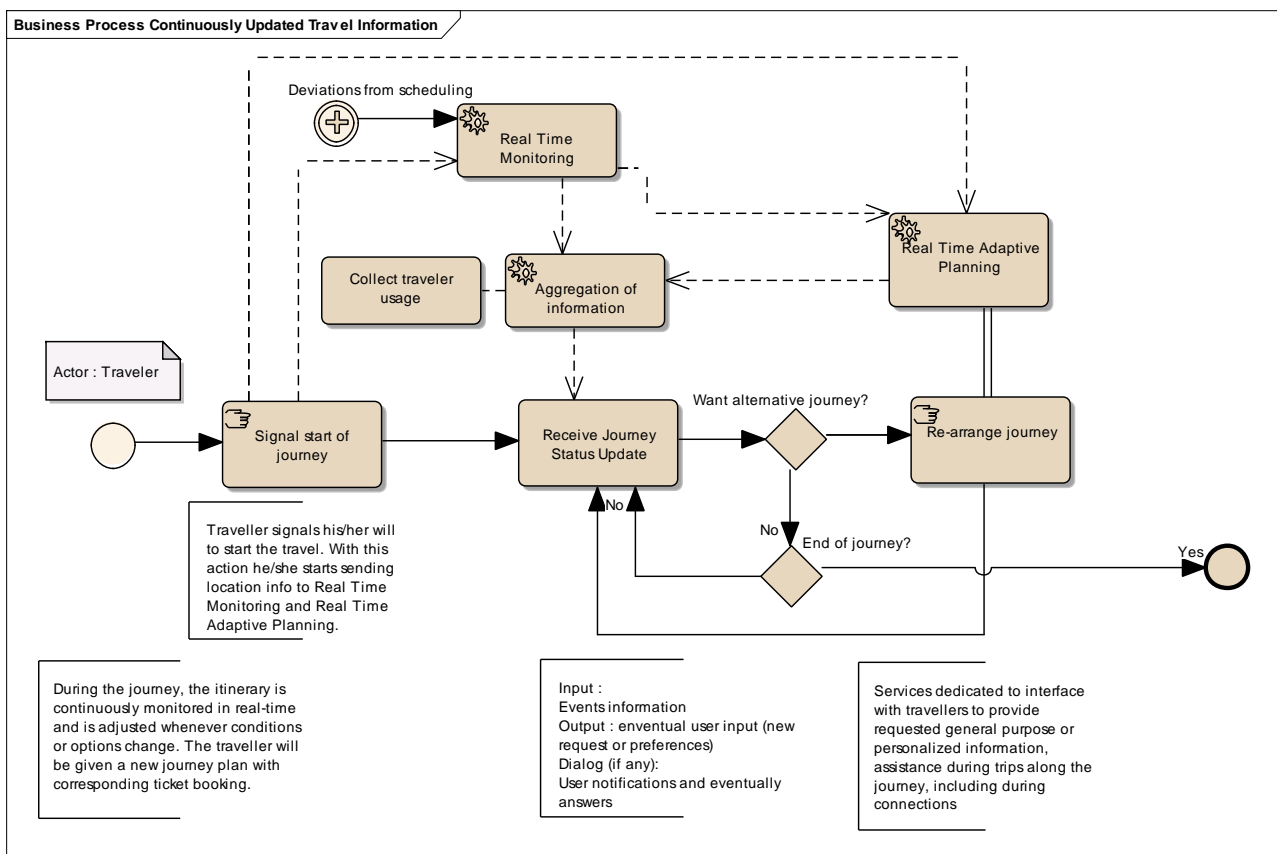 Business Process Continuously Updated Travel Information
Deviations from scheduling
Real Time
Monitoring
Real Time Adaptive
Planning
Collect traveler
usage
Aggregation of
information
Actor : Traveler
Signal start of
journey
Receive Journey
Status Update
Want alternative journey?
Re-arrange journey
No
No
End of journey?
Yes
Traveller signals his/her will
to start the travel. With this
action he/she starts sending
location info to Real Time
Monitoring and Real Time
Adaptive Planning.
During the journey, the itinerary is
continuously monitored in real-time
and is adjusted whenever conditions
or options change. The traveller will
be given a new journey plan with
corresponding ticket booking.
Input :
Events information
Output : enventual user input (new
request or preferences)
Dialog (if any):
User notifications and eventually
answers
Services dedicated to interface
with travellers to provide
requested general purpose or
personalized information,
assistance during trips along the
journey, including during
connections